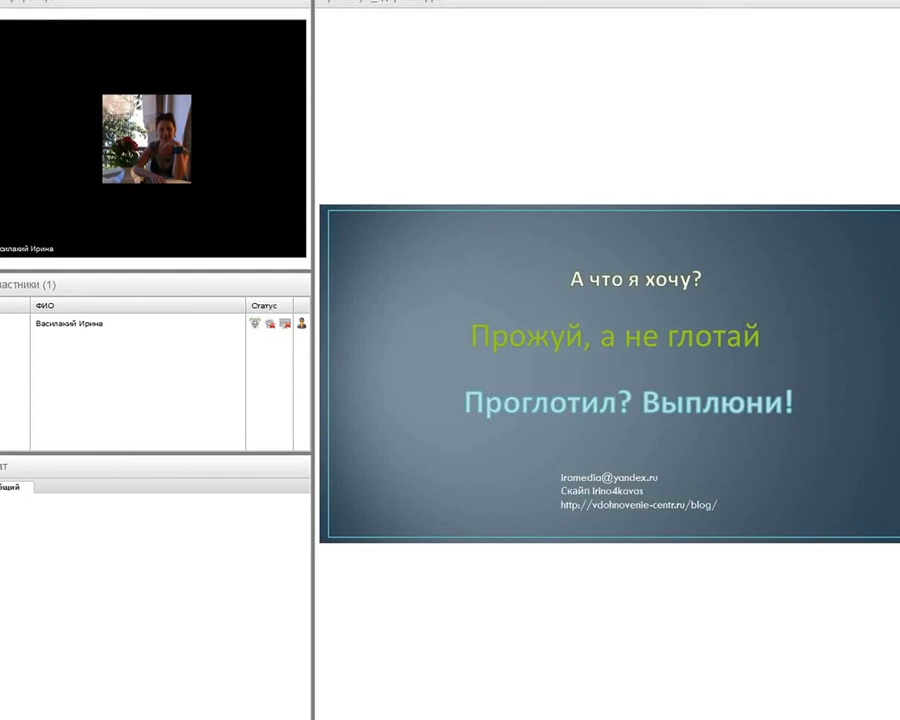 силакий Ирина
астники (1)
ФИО
Статус
Василакий Ирина
ат
бщий
А что я хочу?
Прожуй, а не глотай
Проглотил? Выплюни!
iramedia@yandex.ru
Скайп irino4kavas
http://vdohnovenie-centr.ru/blog/